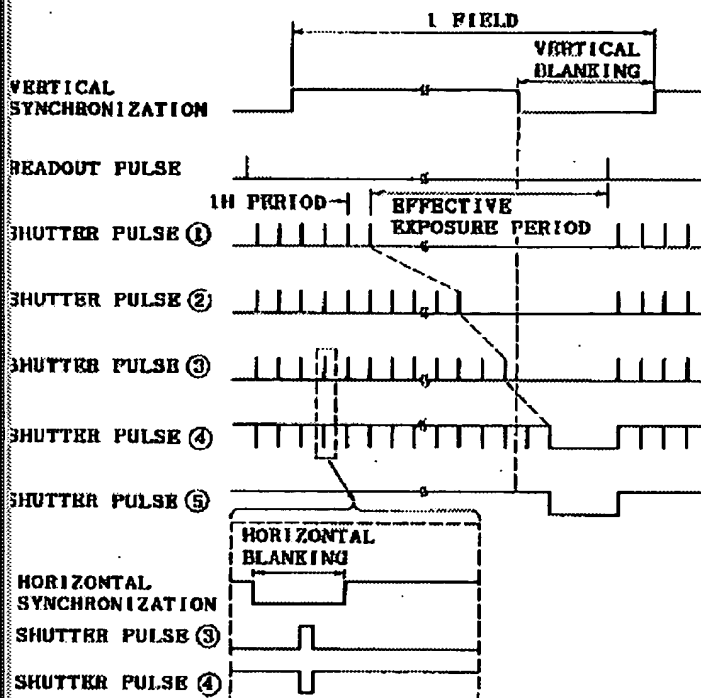 1 FIELD
VERTICAL
BLANKING
VERTICAL
SYNCHRONIZATION
READOUT PULSE
1H PERIOD
EFFECTIVE
EXPOSURE PERIOD
SHUTTER PULSE ①
SHUTTER PULSE ②
SHUTTER PULSE ③
SHUTTER PULSE ④
SHUTTER PULSE ⑤
HORIZONTAL
BLANKING
HORIZONTAL
SYNCHRONIZATION
SHUTTER PULSE ③
SHUTTER PULSE ④